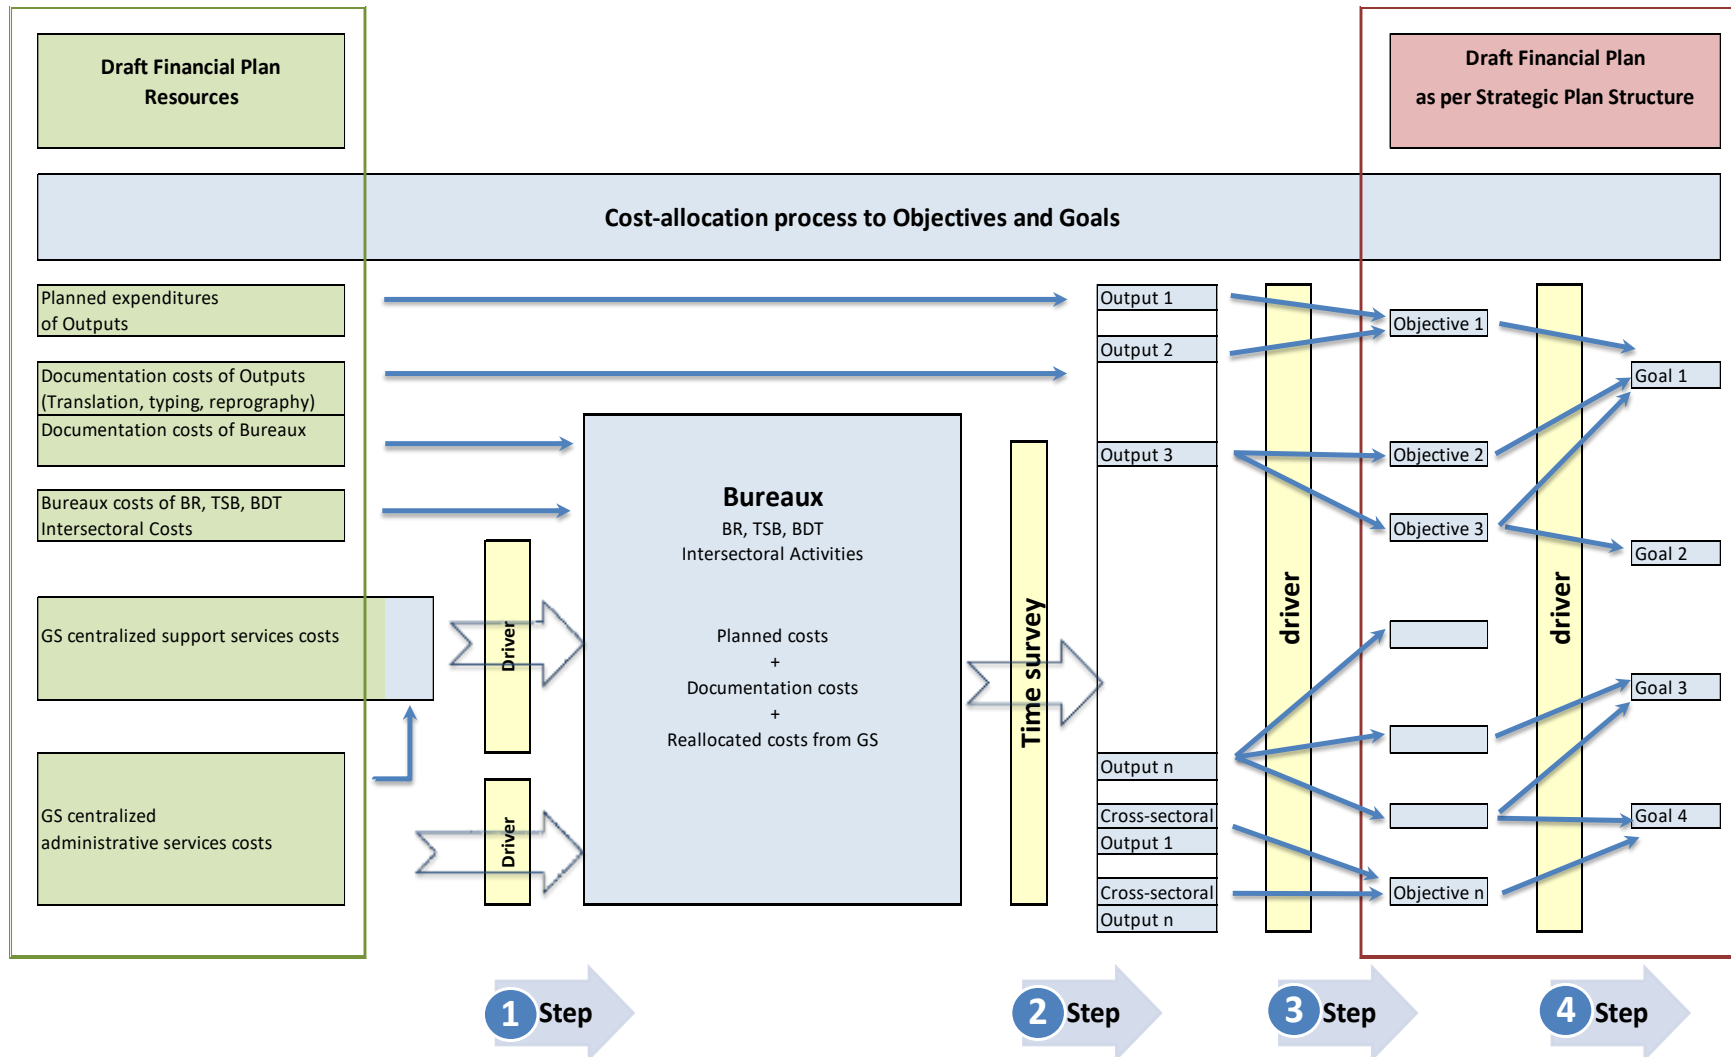 Draft Financial Plan
Resources
Draft Financial Plan
as per Strategic Plan Structure
Cost-allocation process to Objectives and Goals
Planned expenditures
of Outputs
Documentation costs of Outputs
(Translation, typing, reprography)
Documentation costs of Bureaux
Bureaux costs of BR, TSB, BDT
Intersectoral Costs
GS centralized support services costs
GS centralized
administrative services costs
Driver
Driver
Bureaux
BR, TSB, BDT
Intersectoral Activities
Planned costs
+
Documentation costs
+
Reallocated costs from GS
Time survey
Output 1
Output 2
Output 3
Output n
Cross-sectoral
Output 1
Cross-sectoral
Output n
driver
Objective 1
Objective 2
Objective 3
Objective n
driver
Goal 1
Goal 2
Goal 3
Goal 4
1 Step
2 Step
3 Step
4 Step